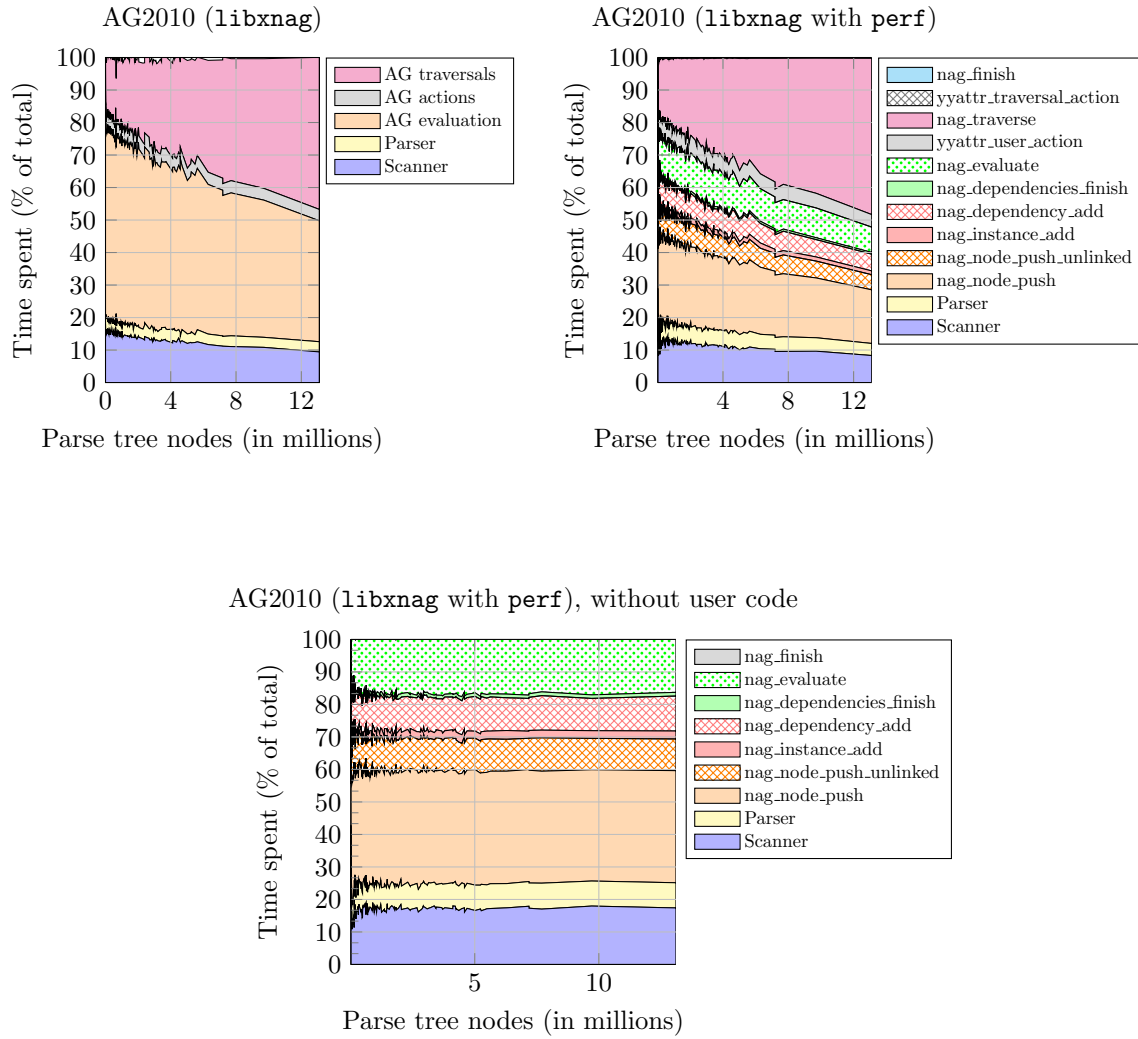 AG2010 (libxnag)
100
90
80
70
60
50
40
30
20
10
0
0 4 8 12
Time spent (% of total)
Parse tree nodes (in millions)
AG traversals
AG actions
AG evaluation
Parser
Scanner
AG2010 (libxnag with perf)
100
90
80
70
60
50
40
30
20
10
0
0 4 8 12
Time spent (% of total)
Parse tree nodes (in millions)
nag_finish
yyattr_traversal_action
nag_traverse
yyattr_user_action
nag_evaluate
nag_dependencies_finish
nag_dependency_add
nag_instance_add
nag_node_push_unlinked
nag_node_push
Parser
Scanner
AG2010 (libxnag with perf), without user code
100
90
80
70
60
50
40
30
20
10
0
5 10
Time spent (% of total)
Parse tree nodes (in millions)
nag_finish
nag_evaluate
nag_dependencies_finish
nag_dependency_add
nag_instance_add
nag_node_push_unlinked
nag_node_push
Parser
Scanner